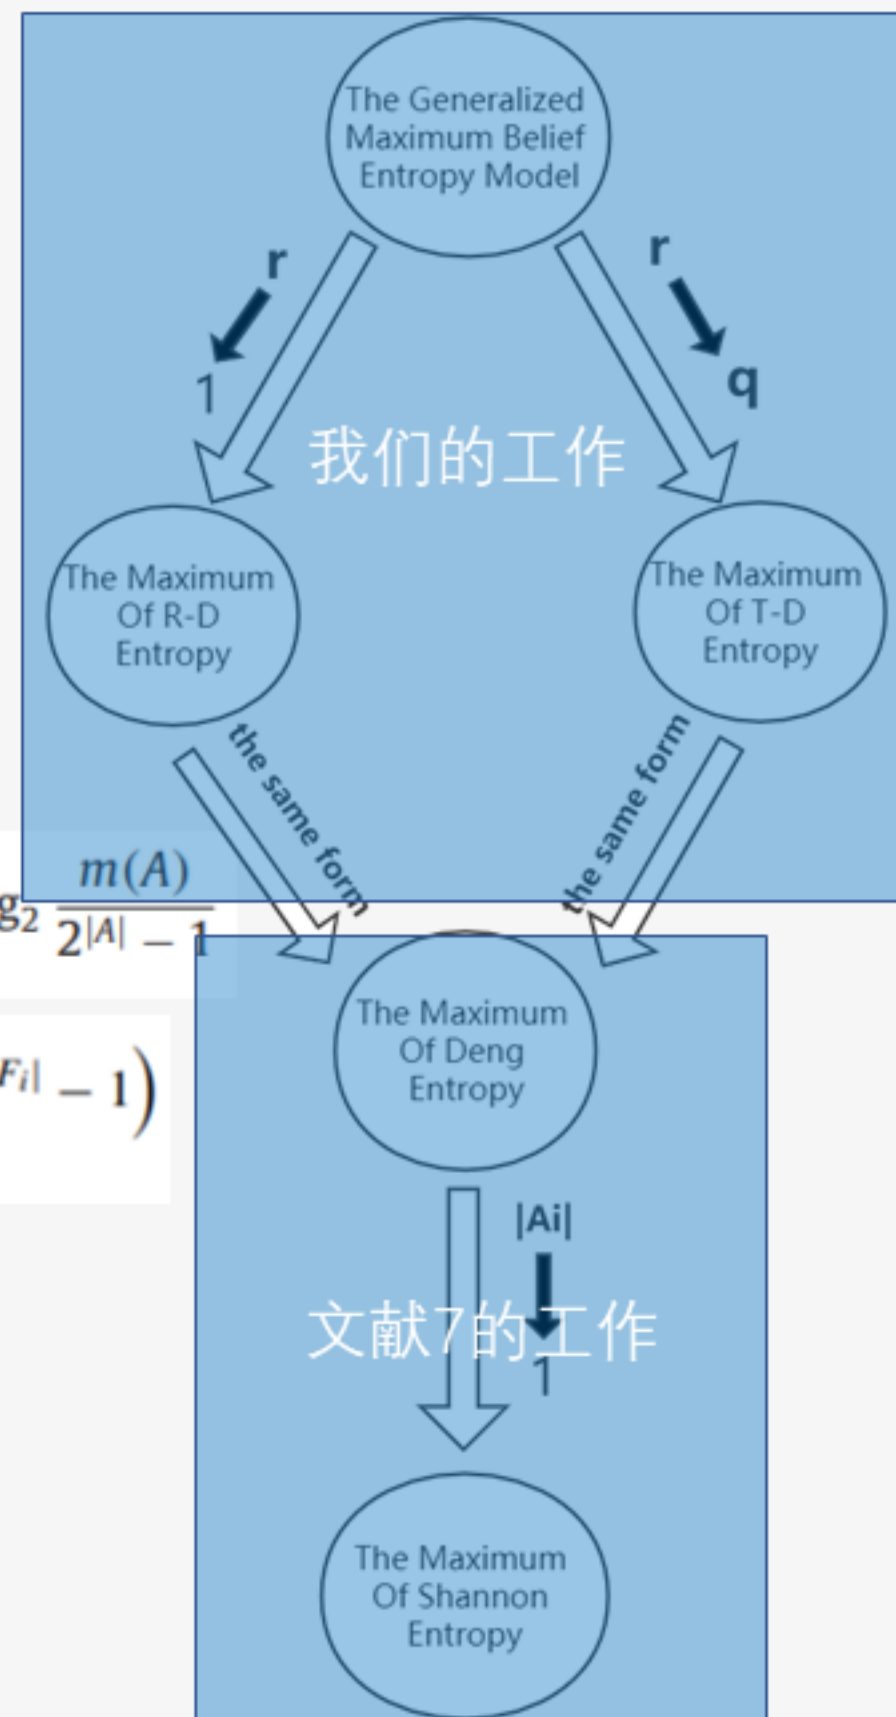 The Generalized
Maximum Belief
Entropy Model
r
1
r
q
我们的工作
The Maximum
Of R-D
Entropy
The Maximum
Of T-D
Entropy
the same form
the same form
g₂ m(A) / 2^{|A|} − 1
F_i| − 1)
The Maximum
Of Deng
Entropy
|Ai|
1
文献7的工作
The Maximum
Of Shannon
Entropy